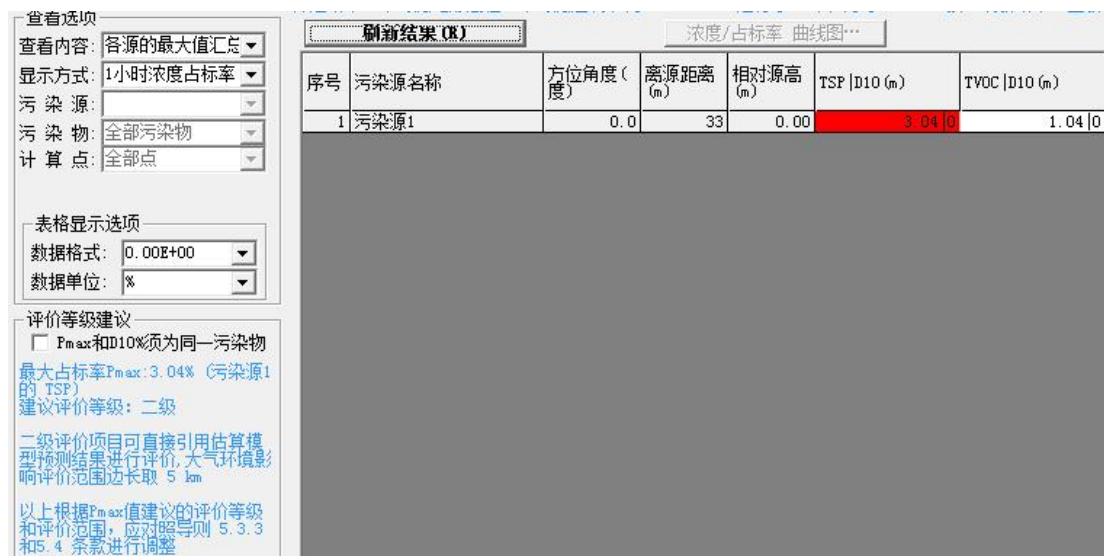 查看选项
查看内容: 各源的最大值汇总
显示方式: 1小时浓度占标率
污 染 源:
污 染 物: 全部污染物
计 算 点: 全部点
表格显示选项
数据格式: 0.00E+00
数据单位: %
评价等级建议
Pmax和D10%须为同一污染物
最大占标率Pmax:3.04% (污染源1
的 TSP)
建议评价等级: 二级
二级评价项目可直接引用估算模
型预测结果进行评价,大气环境影
响评价范围边长取 5 km
以上根据Pmax值建议的评价等级
和评价范围,应对照导则 5.3.3
和5.4 条款进行调整
刷新结果(R) 浓度/占标率 曲线图…
序号 污染源名称 方位角度(度) 离源距离(m) 相对源高(m) TSP|D10(m) TVOC|D10(m)
1 污染源1 0.0 33 0.00 3.04|0 1.04|0